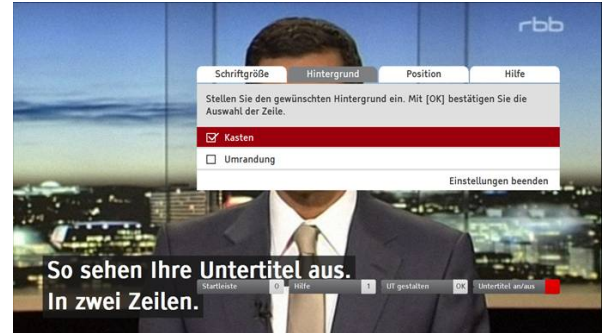 rbb
Schriftgröße Hintergrund Position Hilfe
Stellen Sie den gewünschten Hintergrund ein. Mit [OK] bestätigen Sie die
Auswahl der Zeile.
Kasten
Umrandung
Einstellungen beenden
So sehen Ihre Untertitel aus.
In zwei Zeilen.
Startleiste 0 Hilfe 1 UT gestalten OK Untertitel an/aus